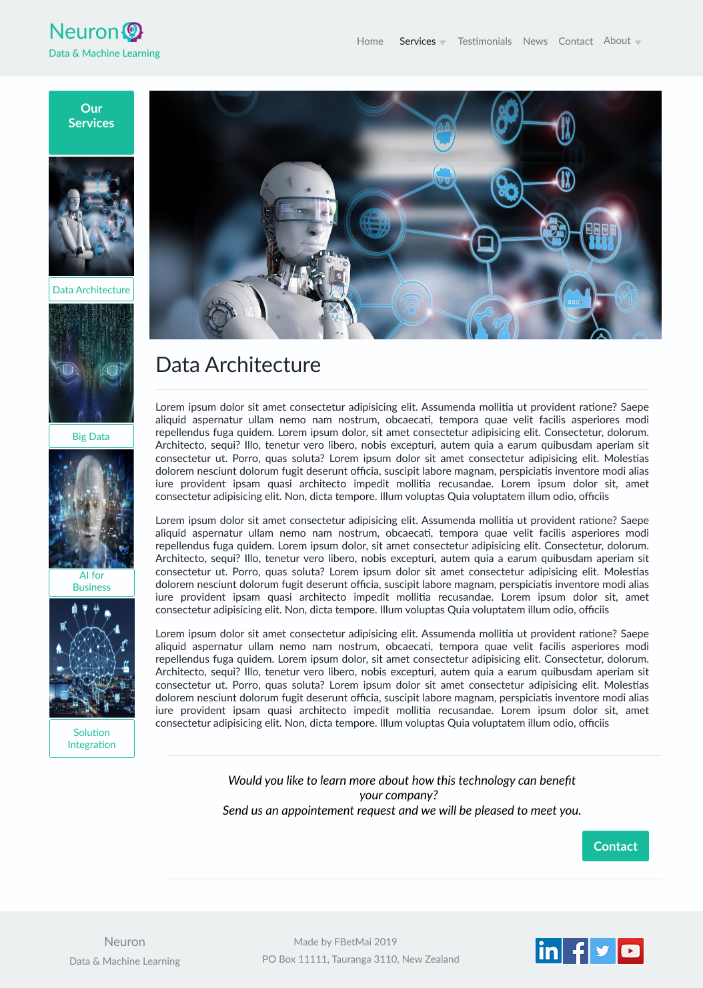 Neuron
Data & Machine Learning
Home Services Testimonials News Contact About
Our
Services
Data Architecture
Big Data
AI for
Business
Solution
Integration
Data Architecture
Lorem ipsum dolor sit amet consectetur adipisicing elit. Assumenda mollitia ut provident ratione? Saepe
aliquid aspernatur ullam nemo nam nostrum, obcaecati, tempora quae velit facilis asperiores modi
repellendus fuga quidem. Lorem ipsum dolor, sit amet consectetur adipisicing elit. Consectetur, dolorum.
Architecto, sequi? Illo, tenetur vero libero, nobis excepturi, autem quia a earum quibusdam aperiam sit
consectetur ut. Porro, quas soluta? Lorem ipsum dolor sit amet consectetur adipisicing elit. Molestias
dolorem nesciunt dolorum fugit deserunt officia, suscipit labore magnam, perspiciatis inventore modi alias
iure provident ipsam quasi architecto impedit mollitia recusandae. Lorem ipsum dolor sit, amet
consectetur adipisicing elit. Non, dicta tempore. Illum voluptas Quia voluptatem illum odio, officiis
Lorem ipsum dolor sit amet consectetur adipisicing elit. Assumenda mollitia ut provident ratione? Saepe
aliquid aspernatur ullam nemo nam nostrum, obcaecati, tempora quae velit facilis asperiores modi
repellendus fuga quidem. Lorem ipsum dolor, sit amet consectetur adipisicing elit. Consectetur, dolorum.
Architecto, sequi? Illo, tenetur vero libero, nobis excepturi, autem quia a earum quibusdam aperiam sit
consectetur ut. Porro, quas soluta? Lorem ipsum dolor sit amet consectetur adipisicing elit. Molestias
dolorem nesciunt dolorum fugit deserunt officia, suscipit labore magnam, perspiciatis inventore modi alias
iure provident ipsam quasi architecto impedit mollitia recusandae. Lorem ipsum dolor sit, amet
consectetur adipisicing elit. Non, dicta tempore. Illum voluptas Quia voluptatem illum odio, officiis
Lorem ipsum dolor sit amet consectetur adipisicing elit. Assumenda mollitia ut provident ratione? Saepe
aliquid aspernatur ullam nemo nam nostrum, obcaecati, tempora quae velit facilis asperiores modi
repellendus fuga quidem. Lorem ipsum dolor, sit amet consectetur adipisicing elit. Consectetur, dolorum.
Architecto, sequi? Illo, tenetur vero libero, nobis excepturi, autem quia a earum quibusdam aperiam sit
consectetur ut. Porro, quas soluta? Lorem ipsum dolor sit amet consectetur adipisicing elit. Molestias
dolorem nesciunt dolorum fugit deserunt officia, suscipit labore magnam, perspiciatis inventore modi alias
iure provident ipsam quasi architecto impedit mollitia recusandae. Lorem ipsum dolor sit, amet
consectetur adipisicing elit. Non, dicta tempore. Illum voluptas Quia voluptatem illum odio, officiis
Would you like to learn more about how this technology can benefit
your company?
Send us an appointement request and we will be pleased to meet you.
Contact
Neuron
Data & Machine Learning
Made by FBetMai 2019
PO Box 11111, Tauranga 3110, New Zealand
in f